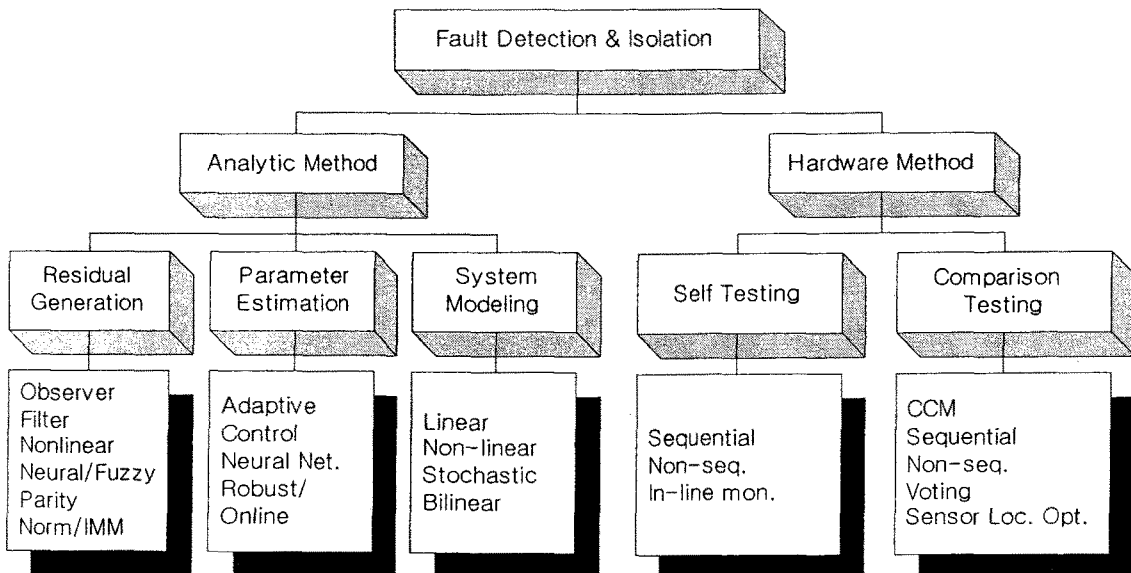 Fault Detection & Isolation
Analytic Method
Hardware Method
Residual
Generation
Parameter
Estimation
System
Modeling
Self Testing
Comparison
Testing
Observer
Filter
Nonlinear
Neural/Fuzzy
Parity
Norm/IMM
Adaptive
Control
Neural Net.
Robust/
Online
Linear
Non-linear
Stochastic
Bilinear
Sequential
Non-seq.
In-line mon.
CCM
Sequential
Non-seq.
Voting
Sensor Loc. Opt.